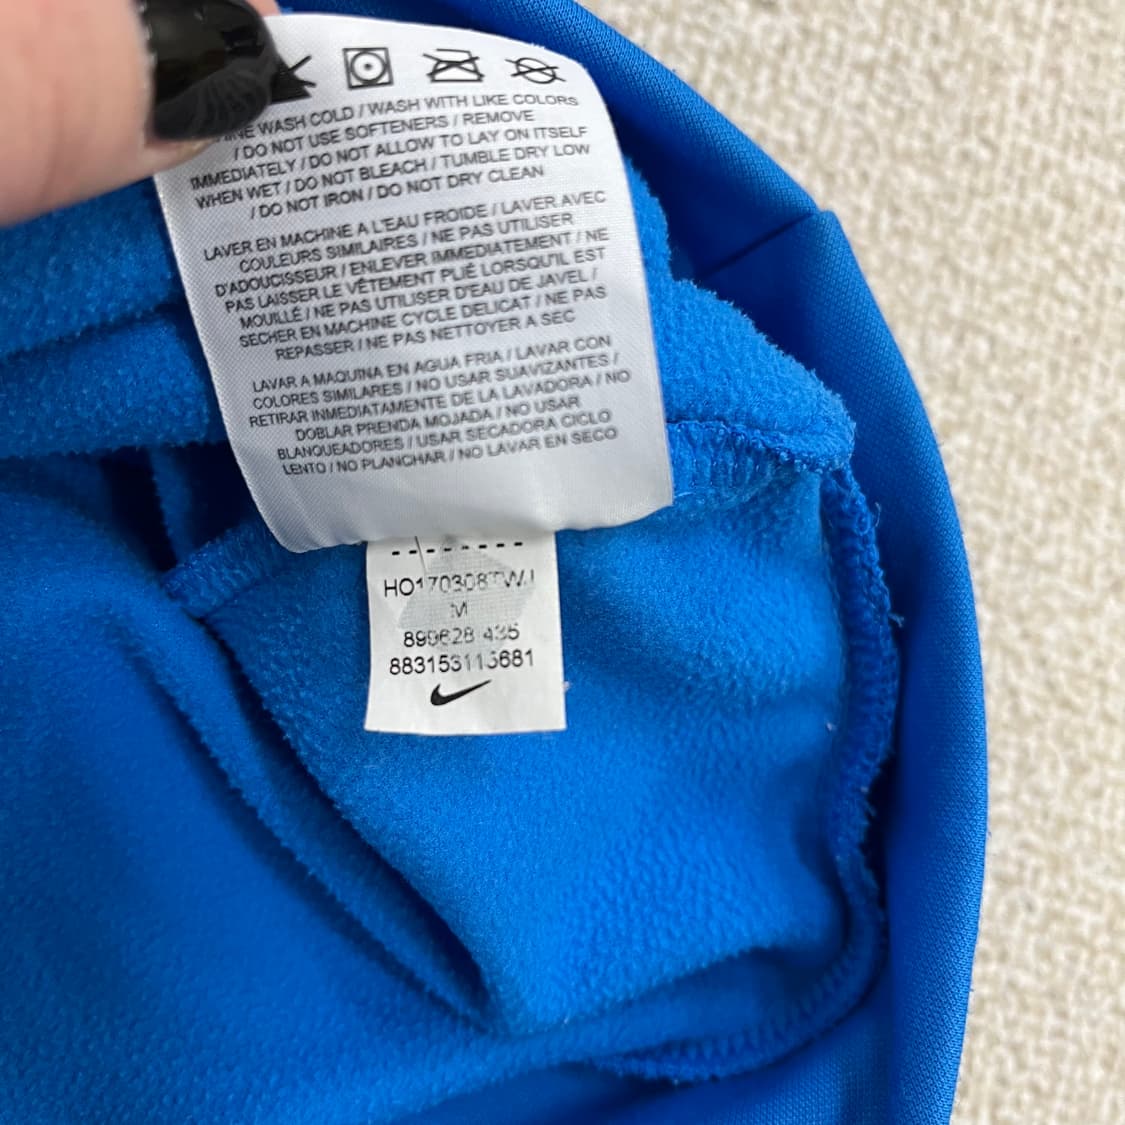 WASH COLD / WASH WITH LIKE COLORS
/ DO NOT USE SOFTENERS / REMOVE
IMMEDIATELY / DO NOT ALLOW TO LAY ON ITSELF
WHEN WET / DO NOT BLEACH / TUMBLE DRY LOW
/ DO NOT IRON / DO NOT DRY CLEAN
LAVER EN MACHINE A L'EAU FROIDE / LAVER AVEC
COULEURS SIMILAIRES / NE PAS UTILISER
D'ADOUCISSEUR / ENLEVER IMMEDIATEMENT / NE
PAS LAISSER LE VÊTEMENT PLIÉ LORSQU'IL EST
MOUILLÉ / NE PAS UTILISER D'EAU DE JAVEL /
SECHER EN MACHINE CYCLE DELICAT / NE PAS
REPASSER / NE PAS NETTOYER A SEC
LAVAR A MAQUINA EN AGUA FRIA / LAVAR CON
COLORES SIMILARES / NO USAR SUAVIZANTES /
RETIRAR INMEDIATAMENTE DE LA LAVADORA / NO
DOBLAR PRENDA MOJADA / NO USAR
BLANQUEADORES / USAR SECADORA CICLO
LENTO / NO PLANCHAR / NO LAVAR EN SECO
M
435